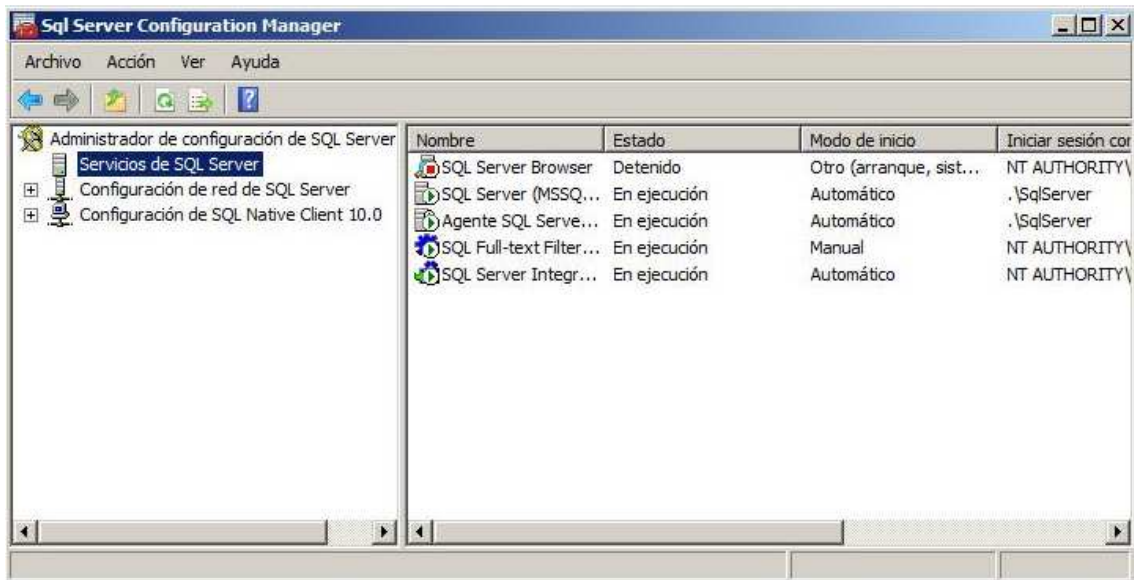 Sql Server Configuration Manager
Archivo Acción Ver Ayuda
Administrador de configuración de SQL Server
Servicios de SQL Server
Configuración de red de SQL Server
Configuración de SQL Native Client 10.0
Nombre Estado Modo de inicio Iniciar sesión cor
SQL Server Browser Detenido Otro (arranque, sist... NT AUTHORITY\
SQL Server (MSSQ... En ejecución Automático .\SqlServer
Agente SQL Serve... En ejecución Automático .\SqlServer
SQL Full-text Filter... En ejecución Manual NT AUTHORITY\
SQL Server Integr... En ejecución Automático NT AUTHORITY\